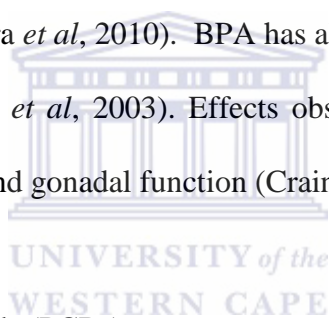 ra et al, 2010). BPA has a
et al, 2003). Effects obs
nd gonadal function (Crain
UNIVERSITY of the
WESTERN CAPE